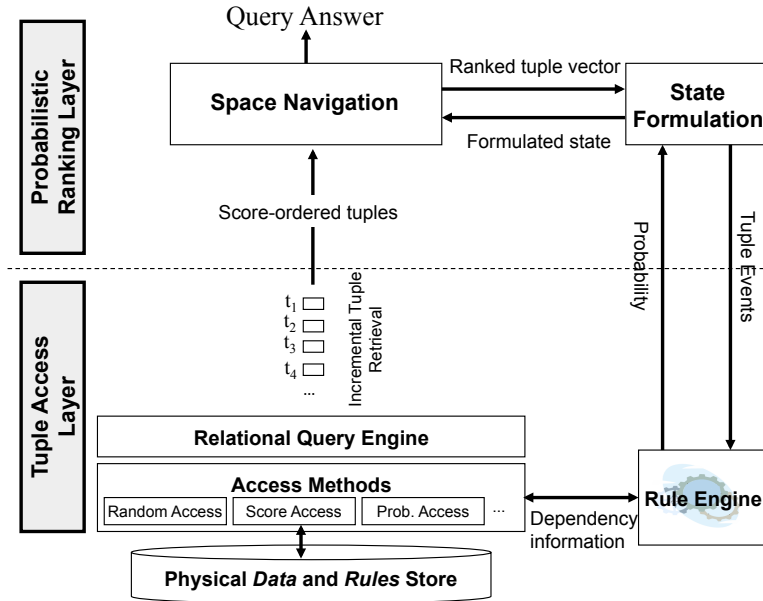 Query Answer
Probabilistic
Ranking Layer
Space Navigation
Ranked tuple vector
State
Formulation
Formulated state
Score-ordered tuples
Probability
Tuple Events
Tuple Access
Layer
t1
t2
t3
t4
...
Incremental Tuple
Retrieval
Relational Query Engine
Access Methods
Random Access
Score Access
Prob. Access
...
Rule Engine
Dependency
information
Physical Data and Rules Store